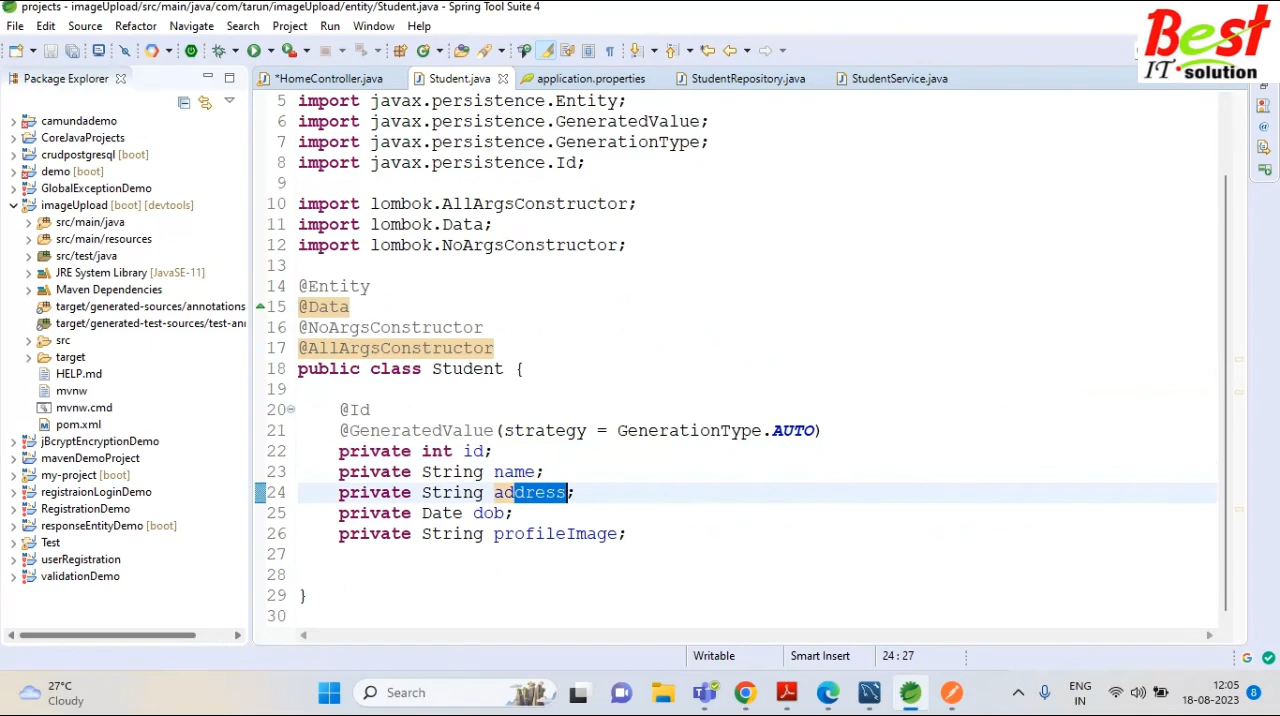 projects - imageUpload/src/main/java/com/tarun/imageUpload/entity/Student.java - Spring Tool Suite 4
File Edit Source Refactor Navigate Search Project Run Window Help
Best
IT solution
Package Explorer
*HomeController.java Student.java application.properties StudentRepository.java StudentService.java
camundademo
CoreJavaProjects
crudpostgresql [boot]
demo [boot]
GlobalExceptionDemo
imageUpload [boot] [devtools]
src/main/java
src/main/resources
src/test/java
JRE System Library [JavaSE-11]
Maven Dependencies
target/generated-sources/annotations
target/generated-test-sources/test-an
src
target
HELP.md
mvnw
mvnw.cmd
pom.xml
jBcryptEncryptionDemo
mavenDemoProject
my-project [boot]
registraionLoginDemo
RegistrationDemo
responseEntityDemo [boot]
Test
userRegistration
validationDemo
5 import javax.persistence.Entity;
6 import javax.persistence.GeneratedValue;
7 import javax.persistence.GenerationType;
8 import javax.persistence.Id;
9
10 import lombok.AllArgsConstructor;
11 import lombok.Data;
12 import lombok.NoArgsConstructor;
13
14 @Entity
15 @Data
16 @NoArgsConstructor
17 @AllArgsConstructor
18 public class Student {
19
20 @Id
21 @GeneratedValue(strategy = GenerationType.AUTO)
22 private int id;
23 private String name;
24 private String address;
25 private Date dob;
26 private String profileImage;
27
28
29 }
30
Writable Smart Insert 24 : 27
27°C
Cloudy
Search
ENG
IN
12:05
18-08-2023
8